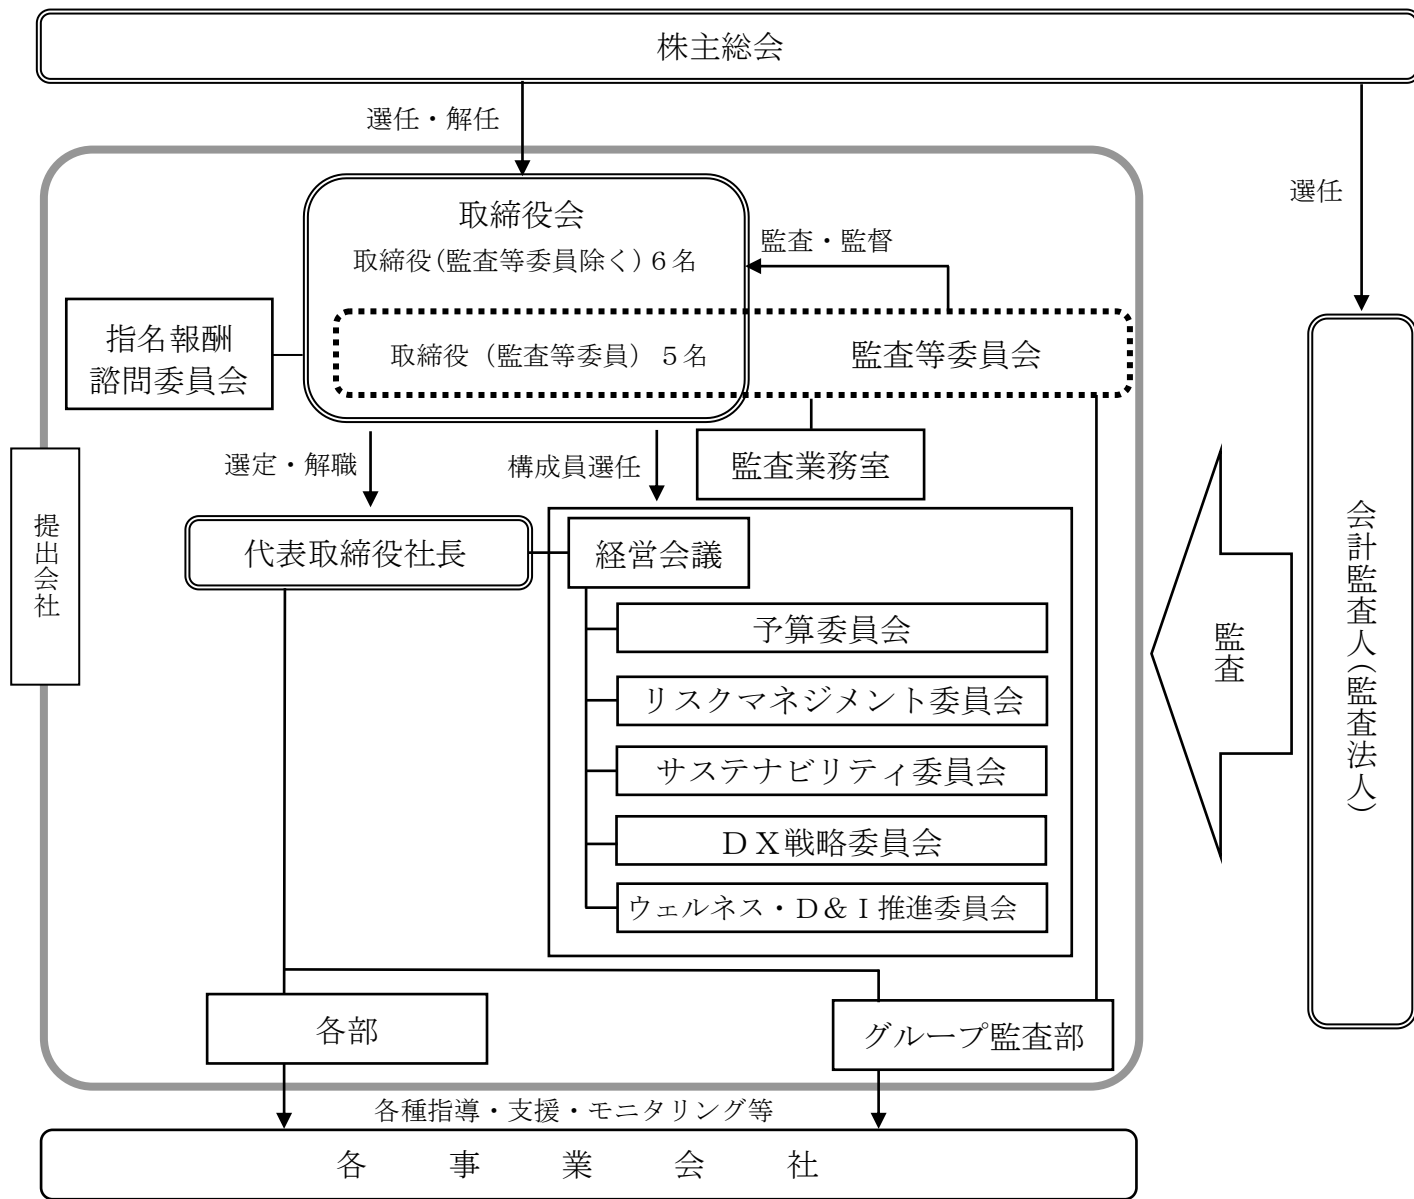 株主総会
選任・解任
選任
取締役会
取締役(監査等委員除く)６名
監査・監督
指名報酬
諮問委員会
取締役（監査等委員）５名
監査等委員会
監査業務室
選定・解職
構成員選任
提出会社
代表取締役社長
経営会議
予算委員会
リスクマネジメント委員会
サステナビリティ委員会
ＤＸ戦略委員会
ウェルネス・Ｄ＆Ｉ推進委員会
監査
会計監査人(監査法人)
各部
グループ監査部
各種指導・支援・モニタリング等
各　事　業　会　社